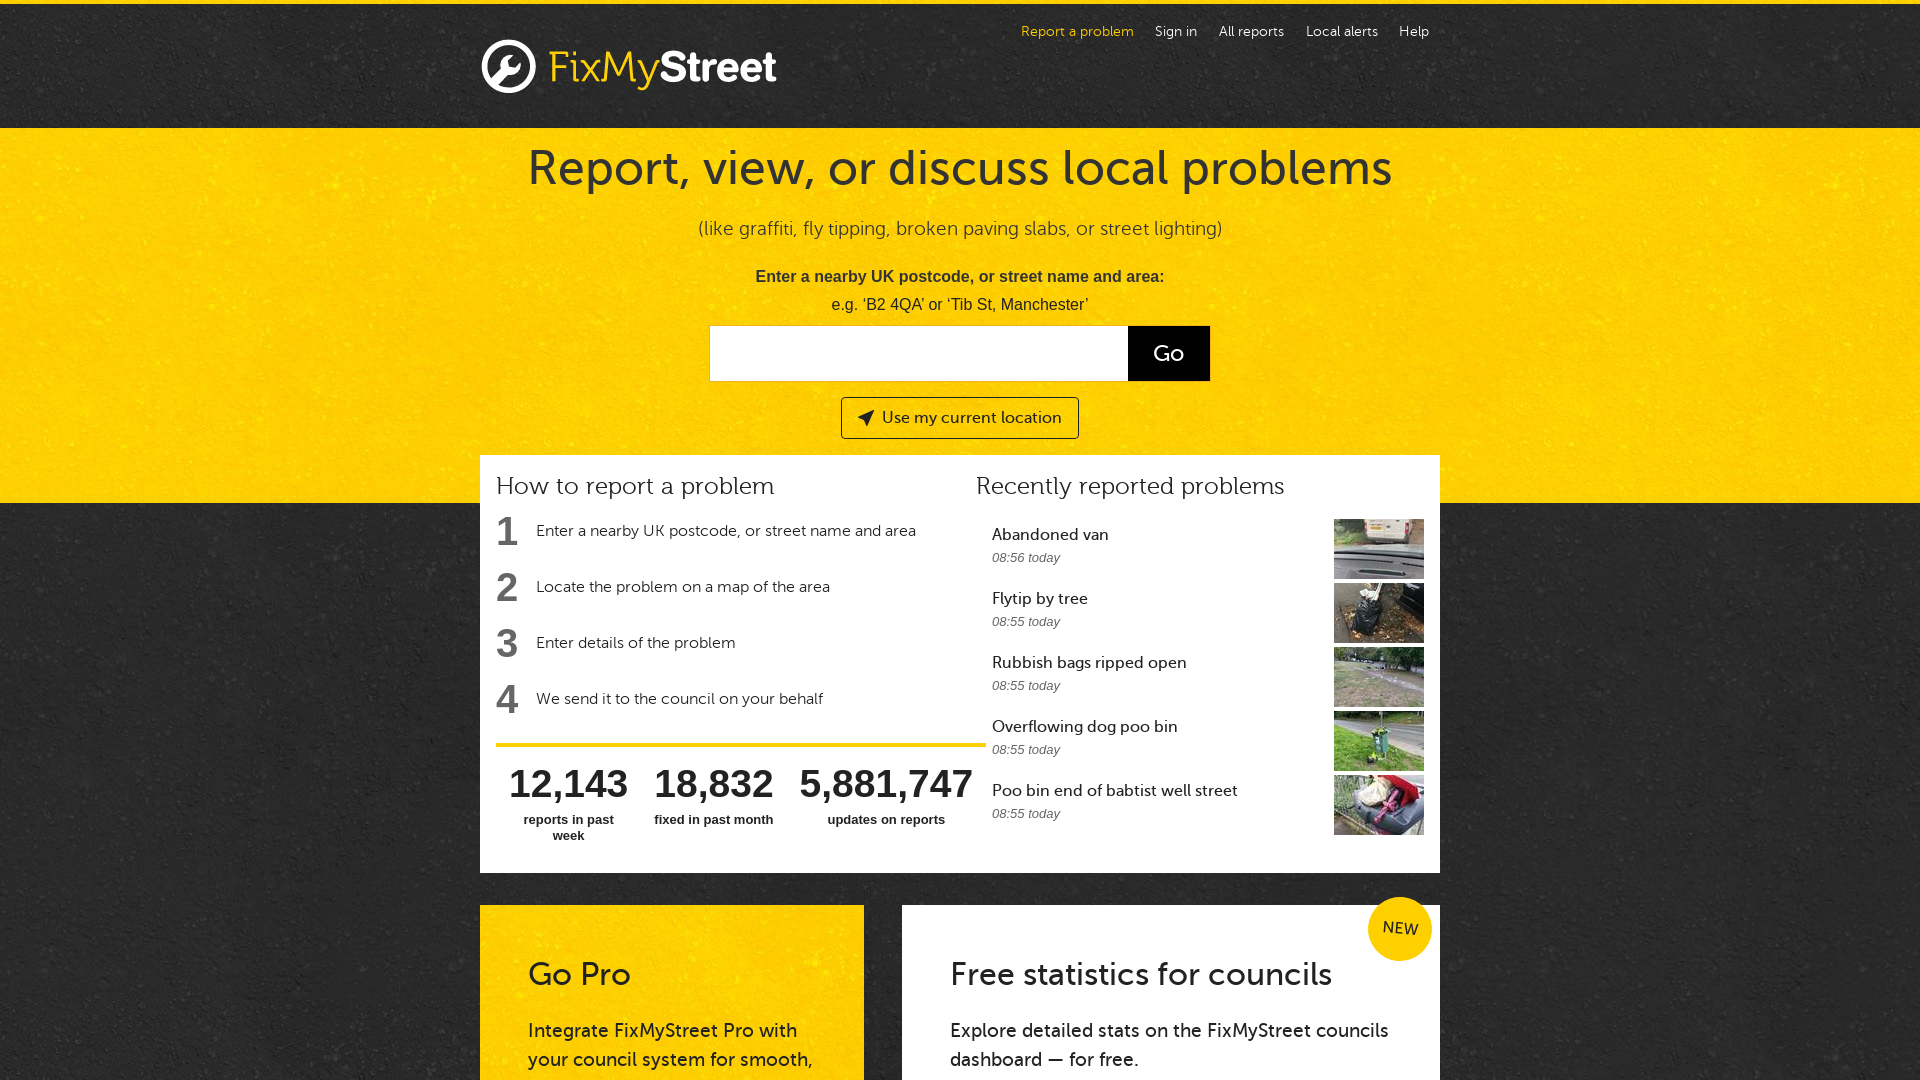 Report a problem
Sign in
All reports
Local alerts
Help
FixMyStreet
Report, view, or discuss local problems
(like graffiti, fly tipping, broken paving slabs, or street lighting)
Enter a nearby UK postcode, or street name and area:
e.g. ‘B2 4QA’ or ‘Tib St, Manchester’
Go
Use my current location
How to report a problem
1 Enter a nearby UK postcode, or street name and area
2 Locate the problem on a map of the area
3 Enter details of the problem
4 We send it to the council on your behalf
12,143
reports in past
week
18,832
fixed in past month
5,881,747
updates on reports
Recently reported problems
Abandoned van
08:56 today
Flytip by tree
08:55 today
Rubbish bags ripped open
08:55 today
Overflowing dog poo bin
08:55 today
Poo bin end of babtist well street
08:55 today
Go Pro
Integrate FixMyStreet Pro with
your council system for smooth,
NEW
Free statistics for councils
Explore detailed stats on the FixMyStreet councils
dashboard — for free.